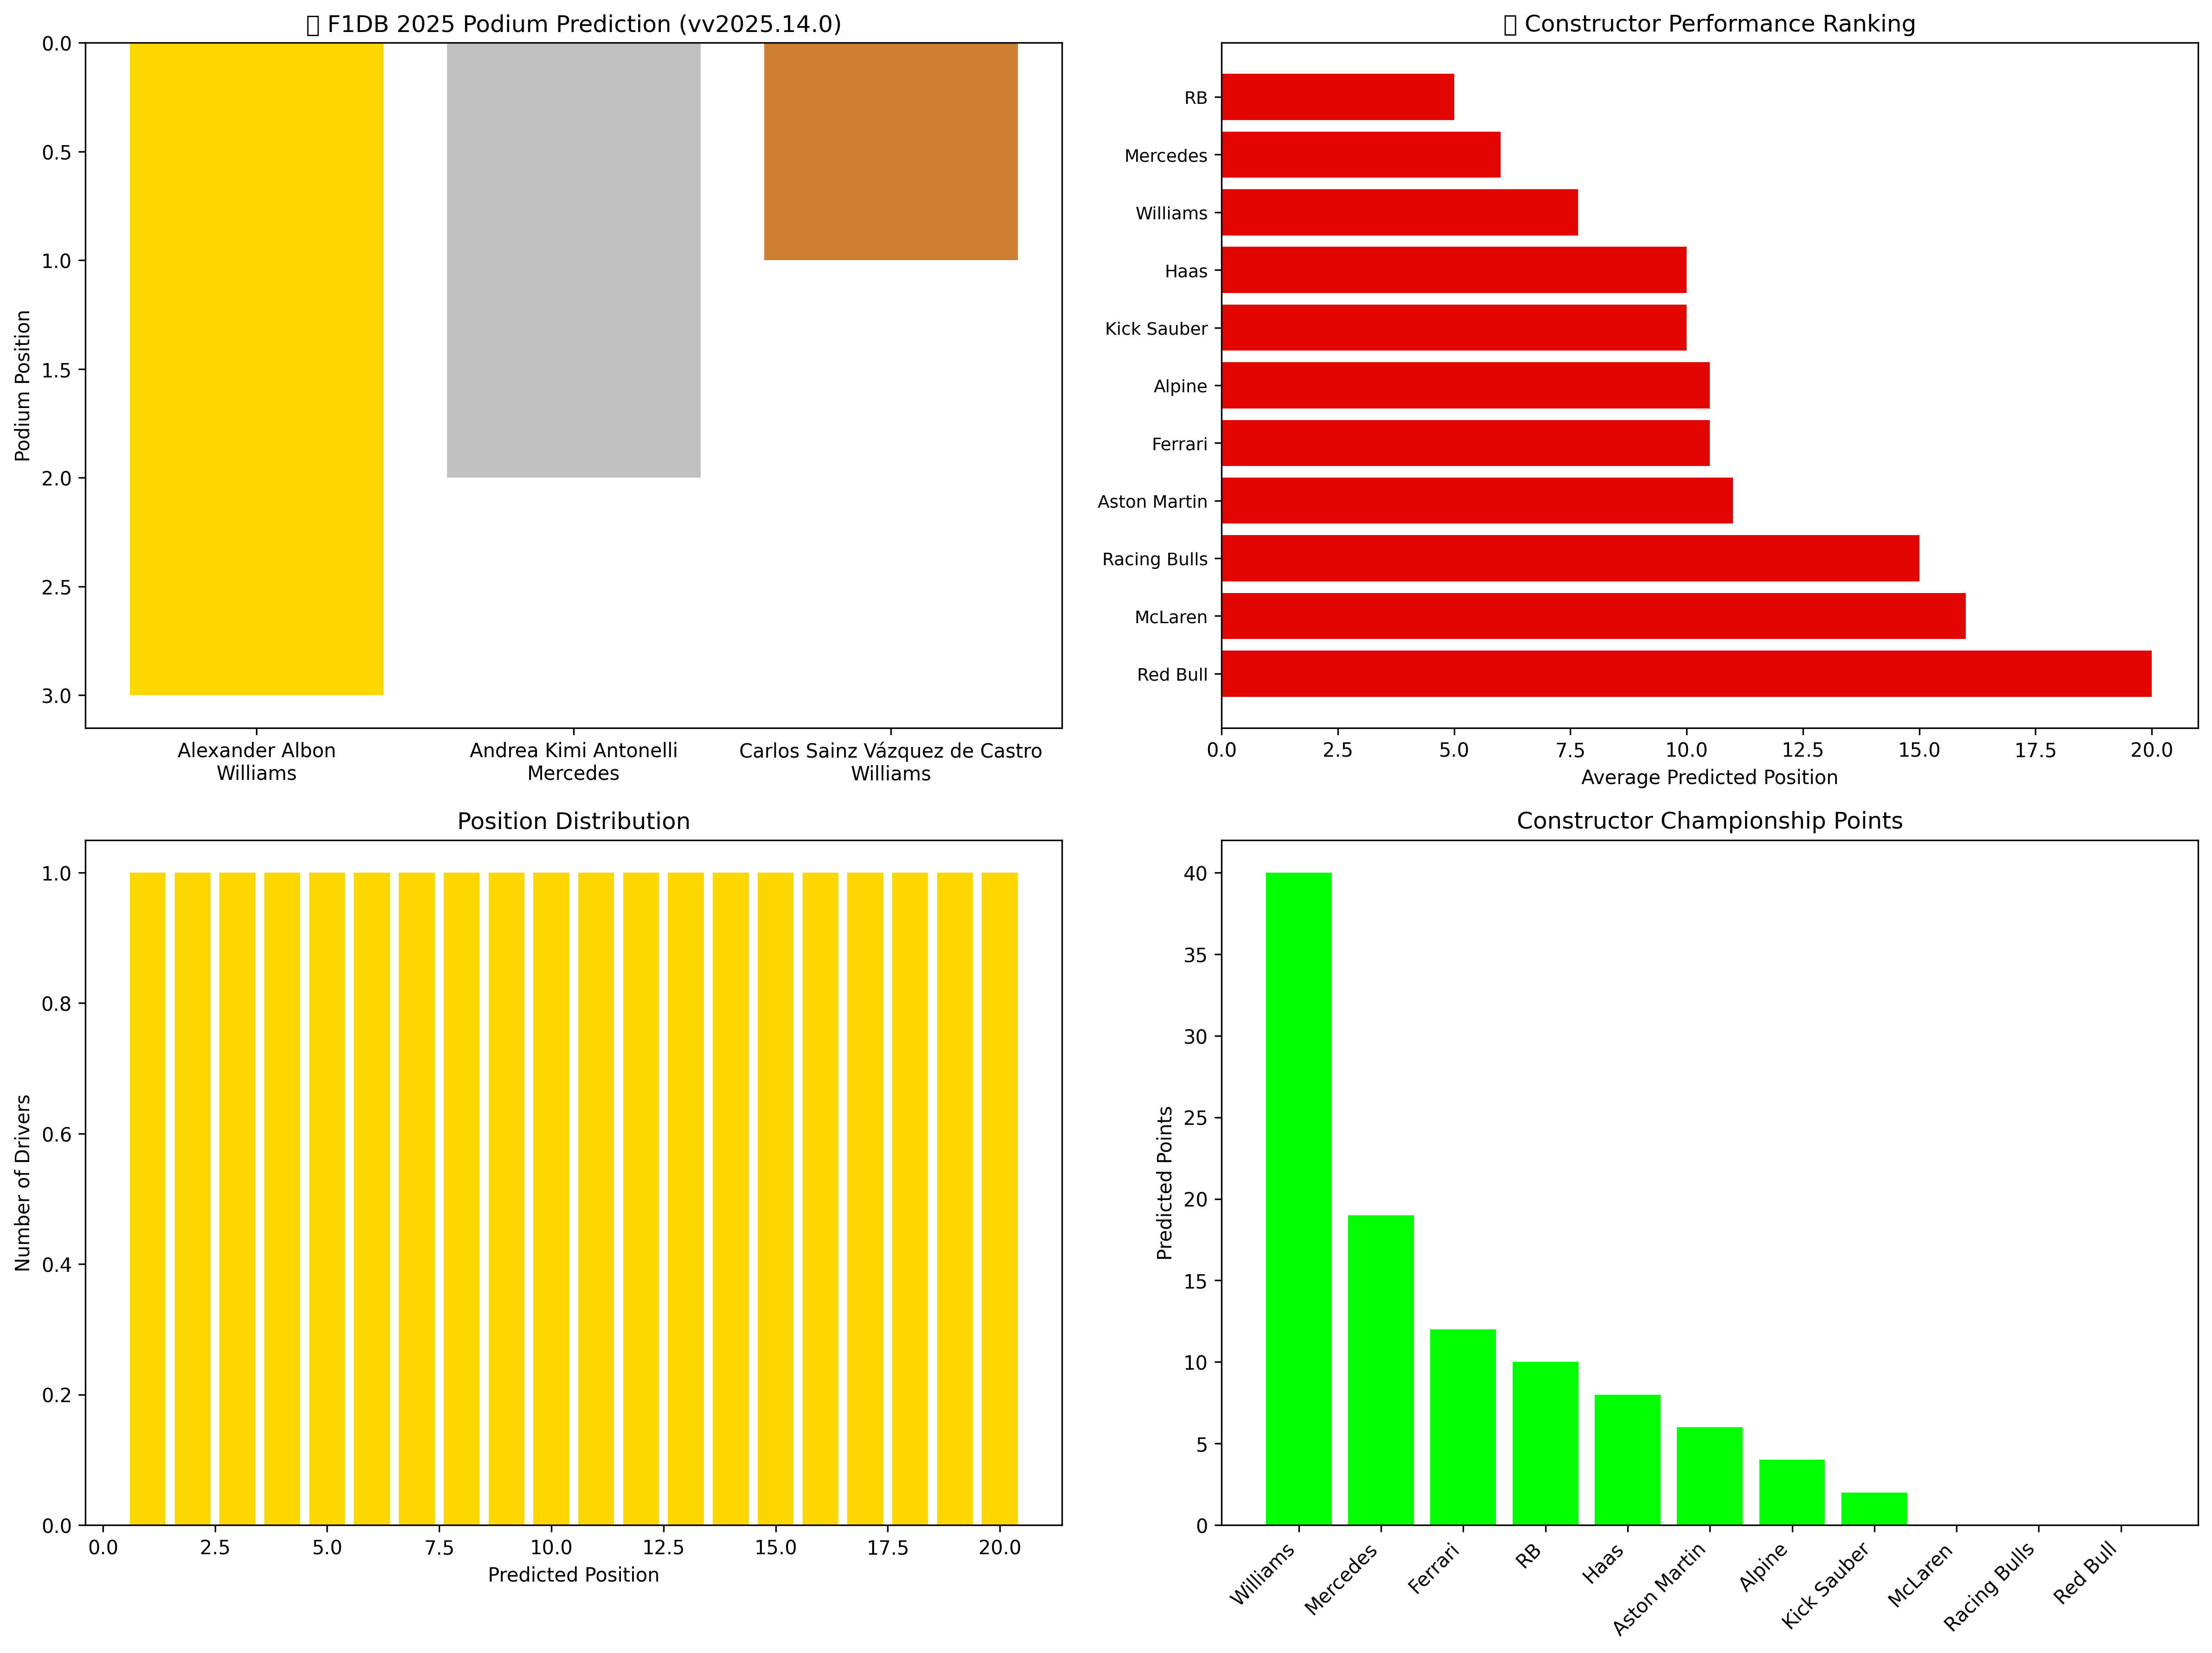 F1DB 2025 Podium Prediction (vv2025.14.0)
0.0
0.5
1.0
1.5
2.0
2.5
3.0
Podium Position
Alexander Albon
Williams
Andrea Kimi Antonelli
Mercedes
Carlos Sainz Vázquez de Castro
Williams
Constructor Performance Ranking
RB
Mercedes
Williams
Haas
Kick Sauber
Alpine
Ferrari
Aston Martin
Racing Bulls
McLaren
Red Bull
0.0
2.5
5.0
7.5
10.0
12.5
15.0
17.5
20.0
Average Predicted Position
Position Distribution
1.0
0.8
0.6
0.4
0.2
0.0
Number of Drivers
0.0
2.5
5.0
7.5
10.0
12.5
15.0
17.5
20.0
Predicted Position
Constructor Championship Points
40
35
30
25
20
15
10
5
0
Predicted Points
Williams
Mercedes
Ferrari
RB
Haas
Aston Martin
Alpine
Kick Sauber
McLaren
Racing Bulls
Red Bull